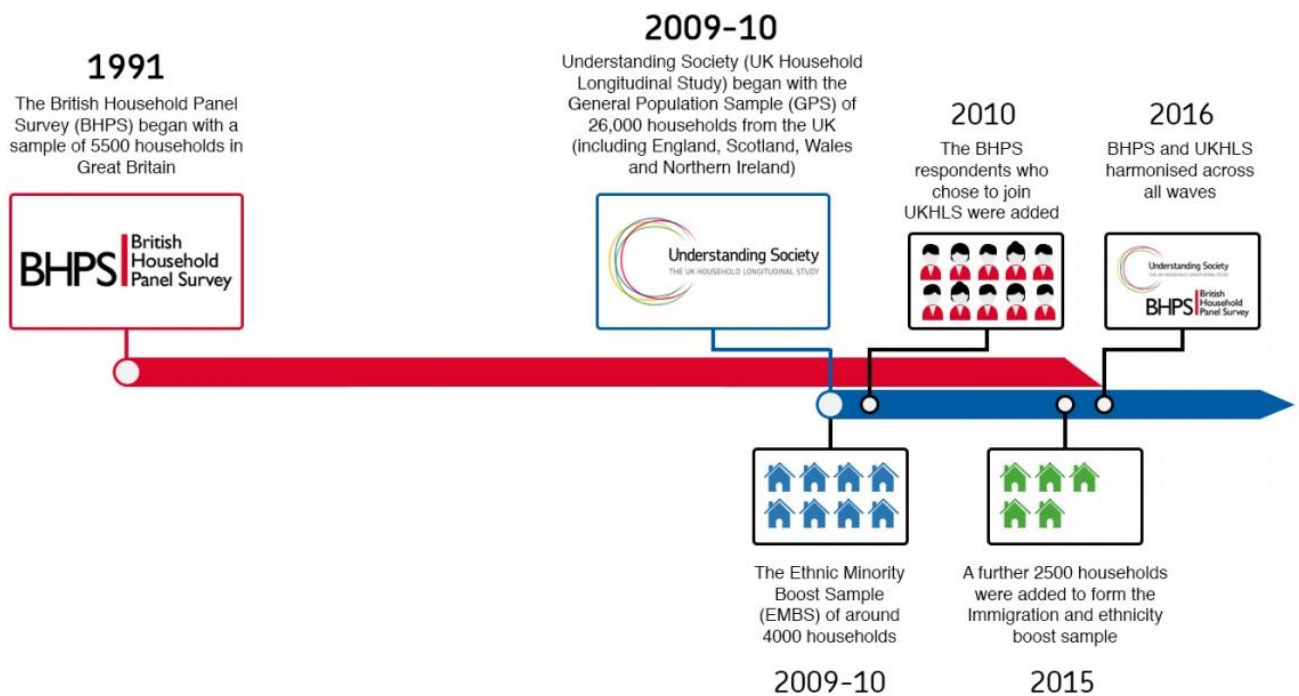 1991
The British Household Panel
Survey (BHPS) began with a
sample of 5500 households in
Great Britain
BHPS British
Household
Panel Survey
2009-10
Understanding Society (UK Household
Longitudinal Study) began with the
General Population Sample (GPS) of
26,000 households from the UK
(including England, Scotland, Wales
and Northern Ireland)
Understanding Society
THE UK HOUSEHOLD LONGITUDINAL STUDY
2010
The BHPS
respondents who
chose to join
UKHLS were added
2016
BHPS and UKHLS
harmonised across
all waves
Understanding Society
THE UK HOUSEHOLD LONGITUDINAL STUDY
BHPS British
Household
Panel Survey
The Ethnic Minority
Boost Sample
(EMBS) of around
4000 households
2009-10
A further 2500 households
were added to form the
Immigration and ethnicity
boost sample
2015